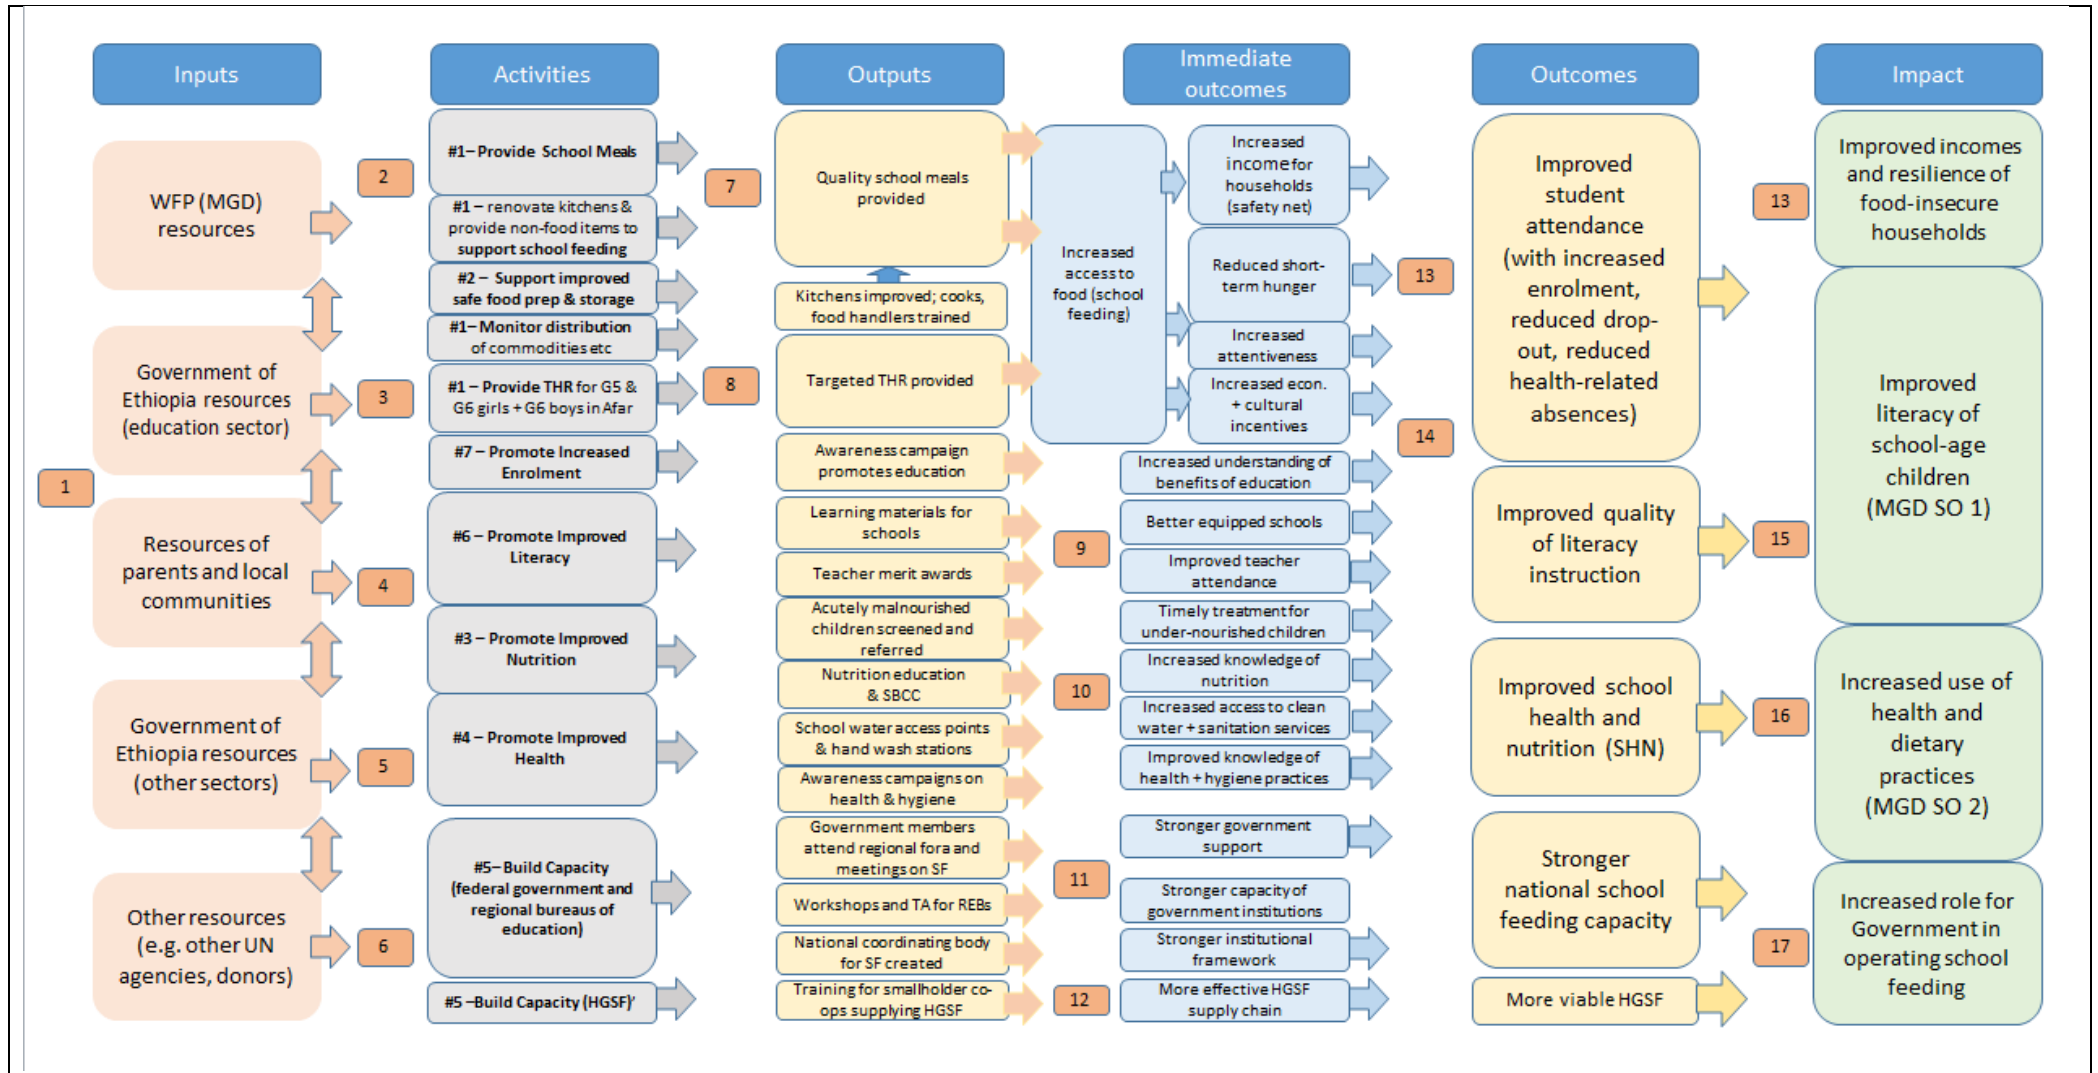 Inputs
Activities
Outputs
Immediate
outcomes
Outcomes
Impact
1
WFP (MGD)
resources
Government of
Ethiopia resources
(education sector)
Resources of
parents and local
communities
Government of
Ethiopia resources
(other sectors)
Other resources
(e.g. other UN
agencies, donors)
2
3
4
5
6
#1– Provide School Meals
#1 – renovate kitchens &
provide non-food items to
support school feeding
#2 – Support improved
safe food prep & storage
#1– Monitor distribution
of commodities etc
#1 – Provide THR for G5 &
G6 girls + G6 boys in Afar
#7 – Promote Increased
Enrolment
#6 – Promote Improved
Literacy
#3 – Promote Improved
Nutrition
#4 – Promote Improved
Health
#5– Build Capacity
(federal government and
regional bureaus of
education)
#5 –Build Capacity (HGSF)’
7
8
Quality school meals
provided
Kitchens improved; cooks,
food handlers trained
Targeted THR provided
Awareness campaign
promotes education
Learning materials for
schools
Teacher merit awards
Acutely malnourished
children screened and
referred
Nutrition education
& SBCC
School water access points
& hand wash stations
Awareness campaigns on
health & hygiene
Government members
attend regional fora and
meetings on SF
Workshops and TA for REBs
National coordinating body
for SF created
Training for smallholder co-
ops supplying HGSF
9
10
11
12
Increased
access to
food (school
feeding)
Increased
income for
households
(safety net)
Reduced short-
term hunger
Increased
attentiveness
Increased econ.
+ cultural
incentives
Increased understanding of
benefits of education
Better equipped schools
Improved teacher
attendance
Timely treatment for
under-nourished children
Increased knowledge of
nutrition
Increased access to clean
water + sanitation services
Improved knowledge of
health + hygiene practices
Stronger government
support
Stronger capacity of
government institutions
Stronger institutional
framework
More effective HGSF
supply chain
13
14
Improved
student
attendance
(with increased
enrolment,
reduced drop-
out, reduced
health-related
absences)
Improved quality
of literacy
instruction
Improved school
health and
nutrition (SHN)
Stronger
national school
feeding capacity
More viable HGSF
13
15
16
17
Improved incomes
and resilience of
food-insecure
households
Improved
literacy of
school-age
children
(MGD SO 1)
Increased use of
health and
dietary
practices
(MGD SO 2)
Increased role for
Government in
operating school
feeding